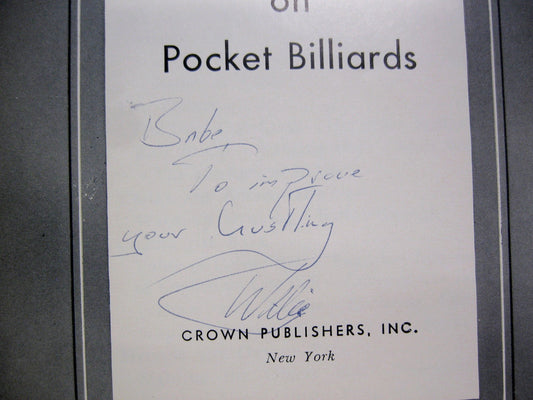 on
Pocket Billiards
Babe,
To improve
your Hustling
Willie
CROWN PUBLISHERS, INC.
New York